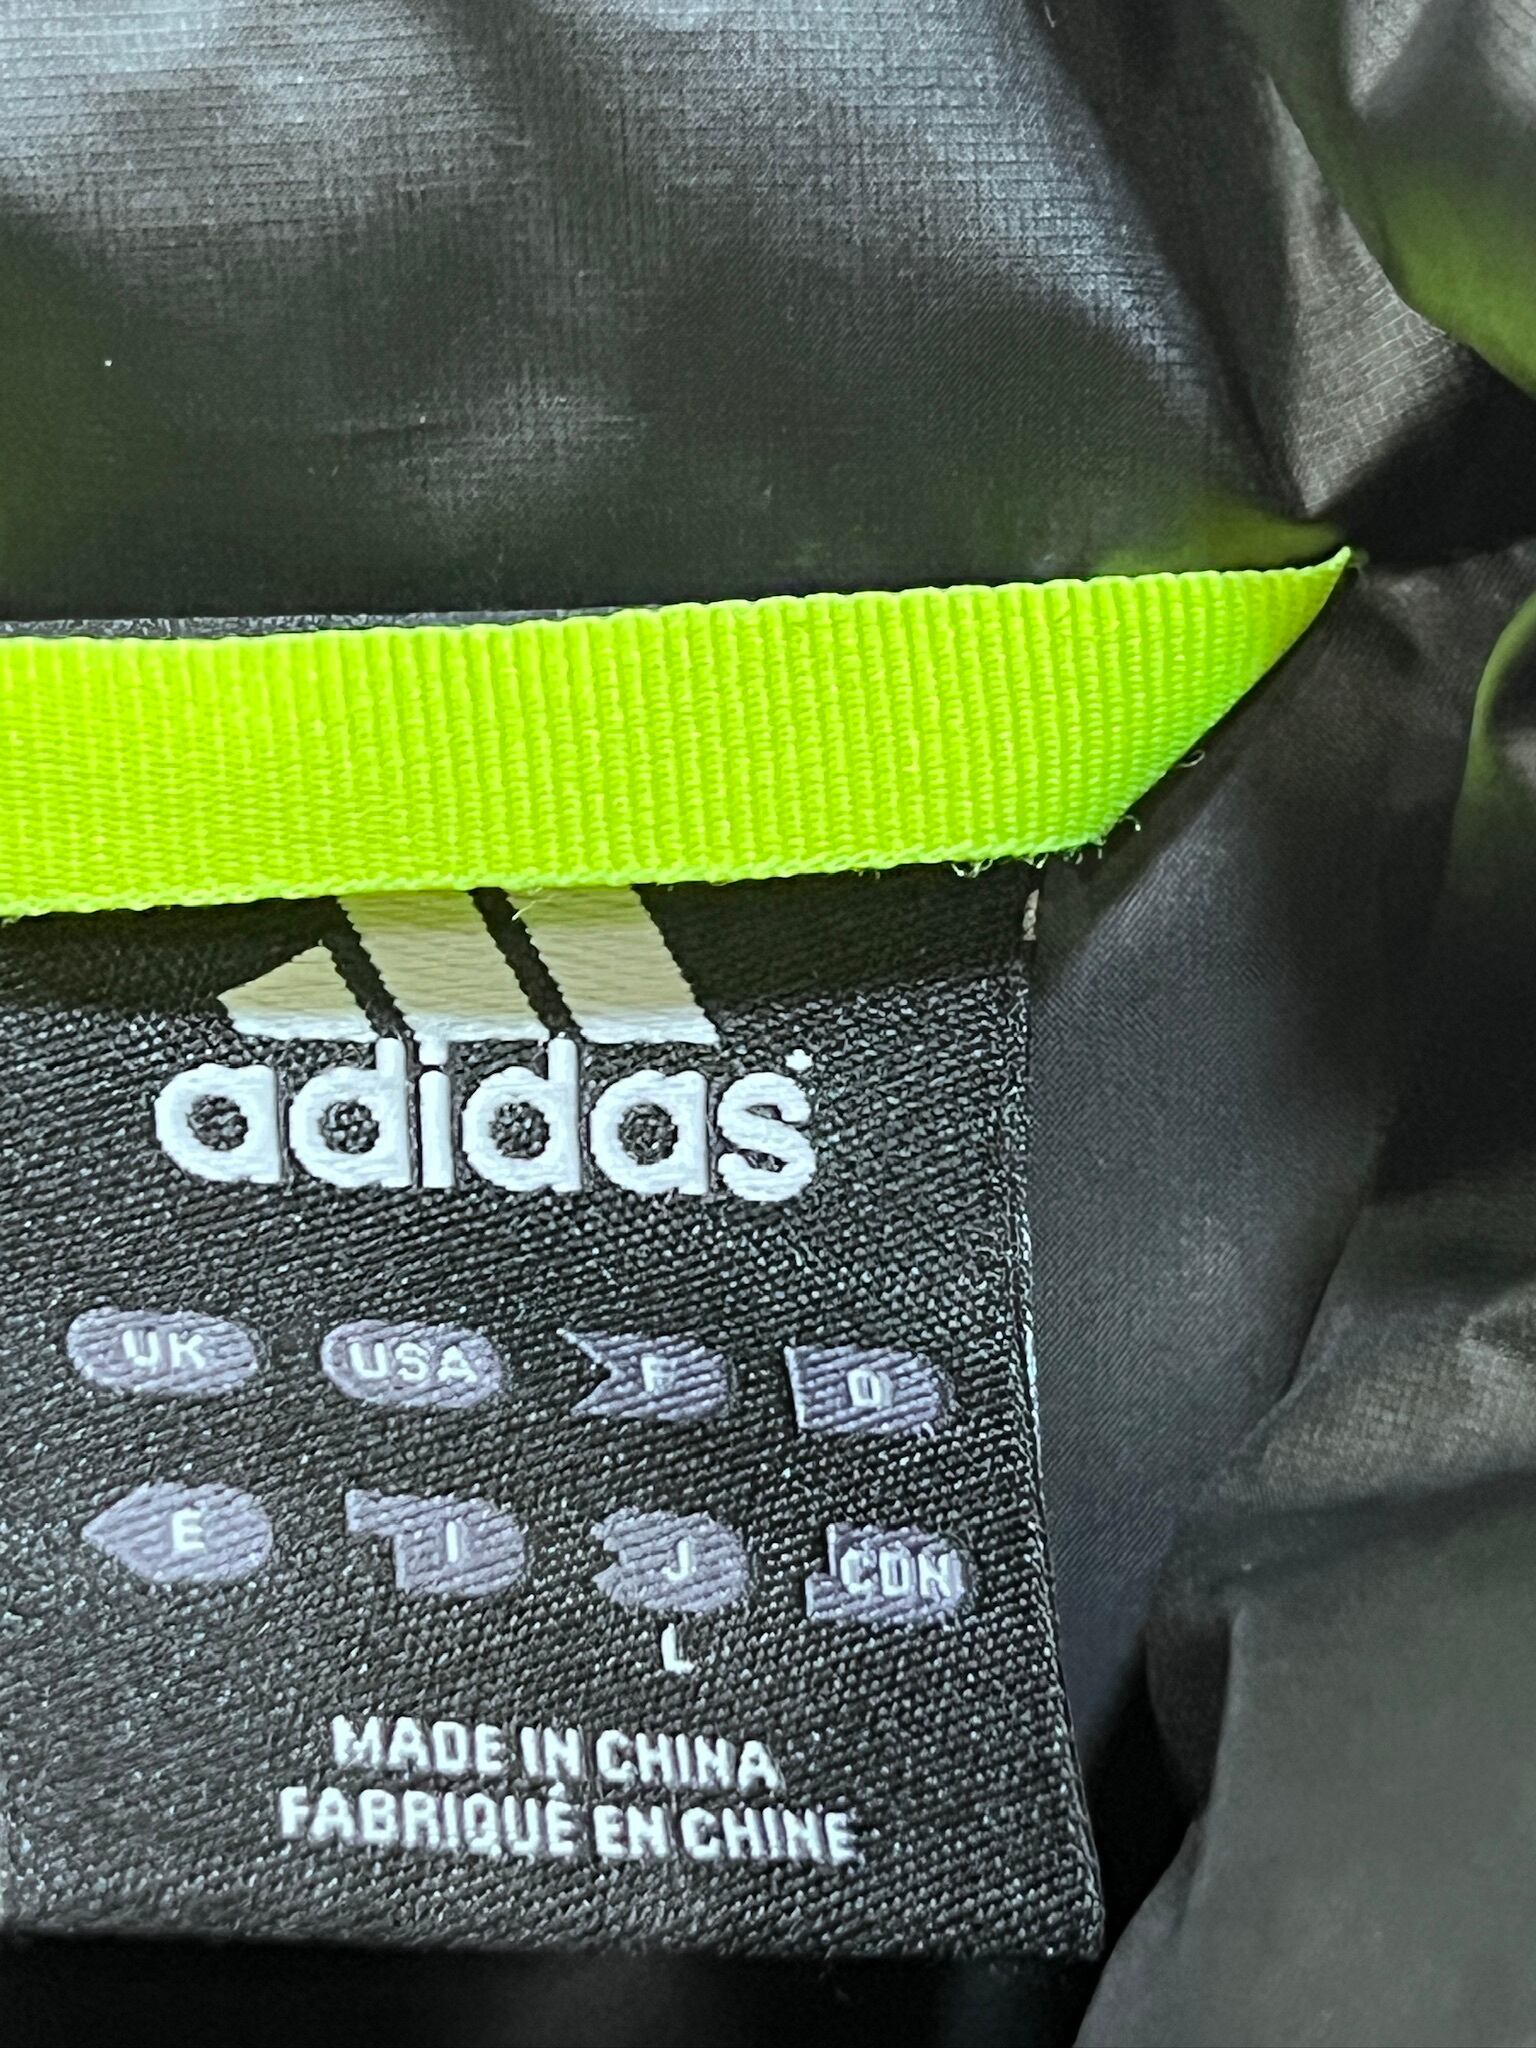 adidas
UK USA F D
E I J CDN
L
MADE IN CHINA
FABRIQUÉ EN CHINE